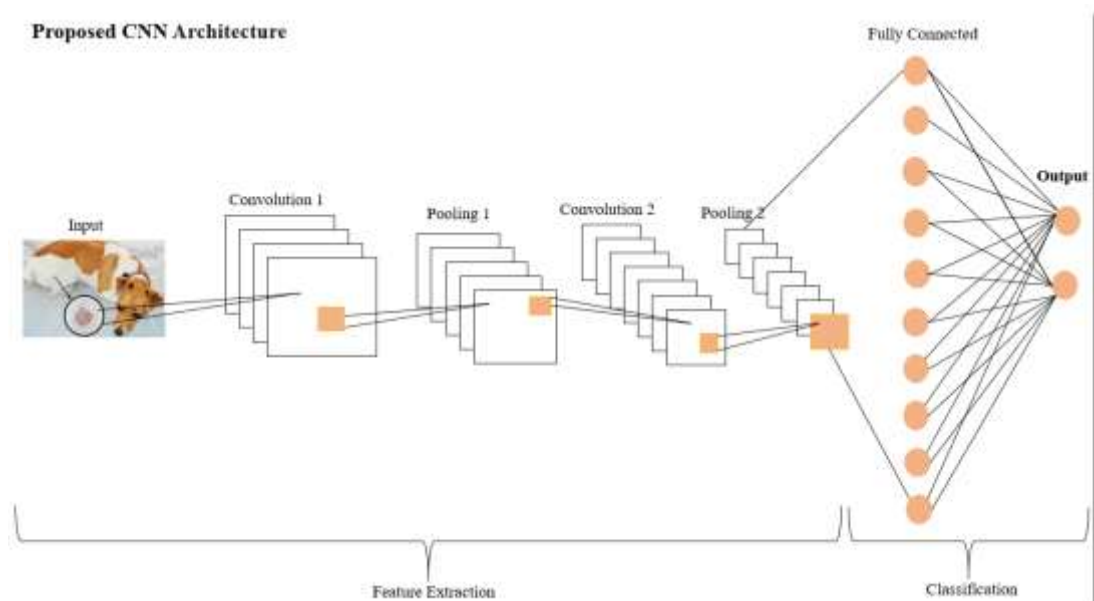 Proposed CNN Architecture
Fully Connected
Convolution 1
Pooling 1
Convolution 2
Pooling 2
Output
Input
Feature Extraction
Classification